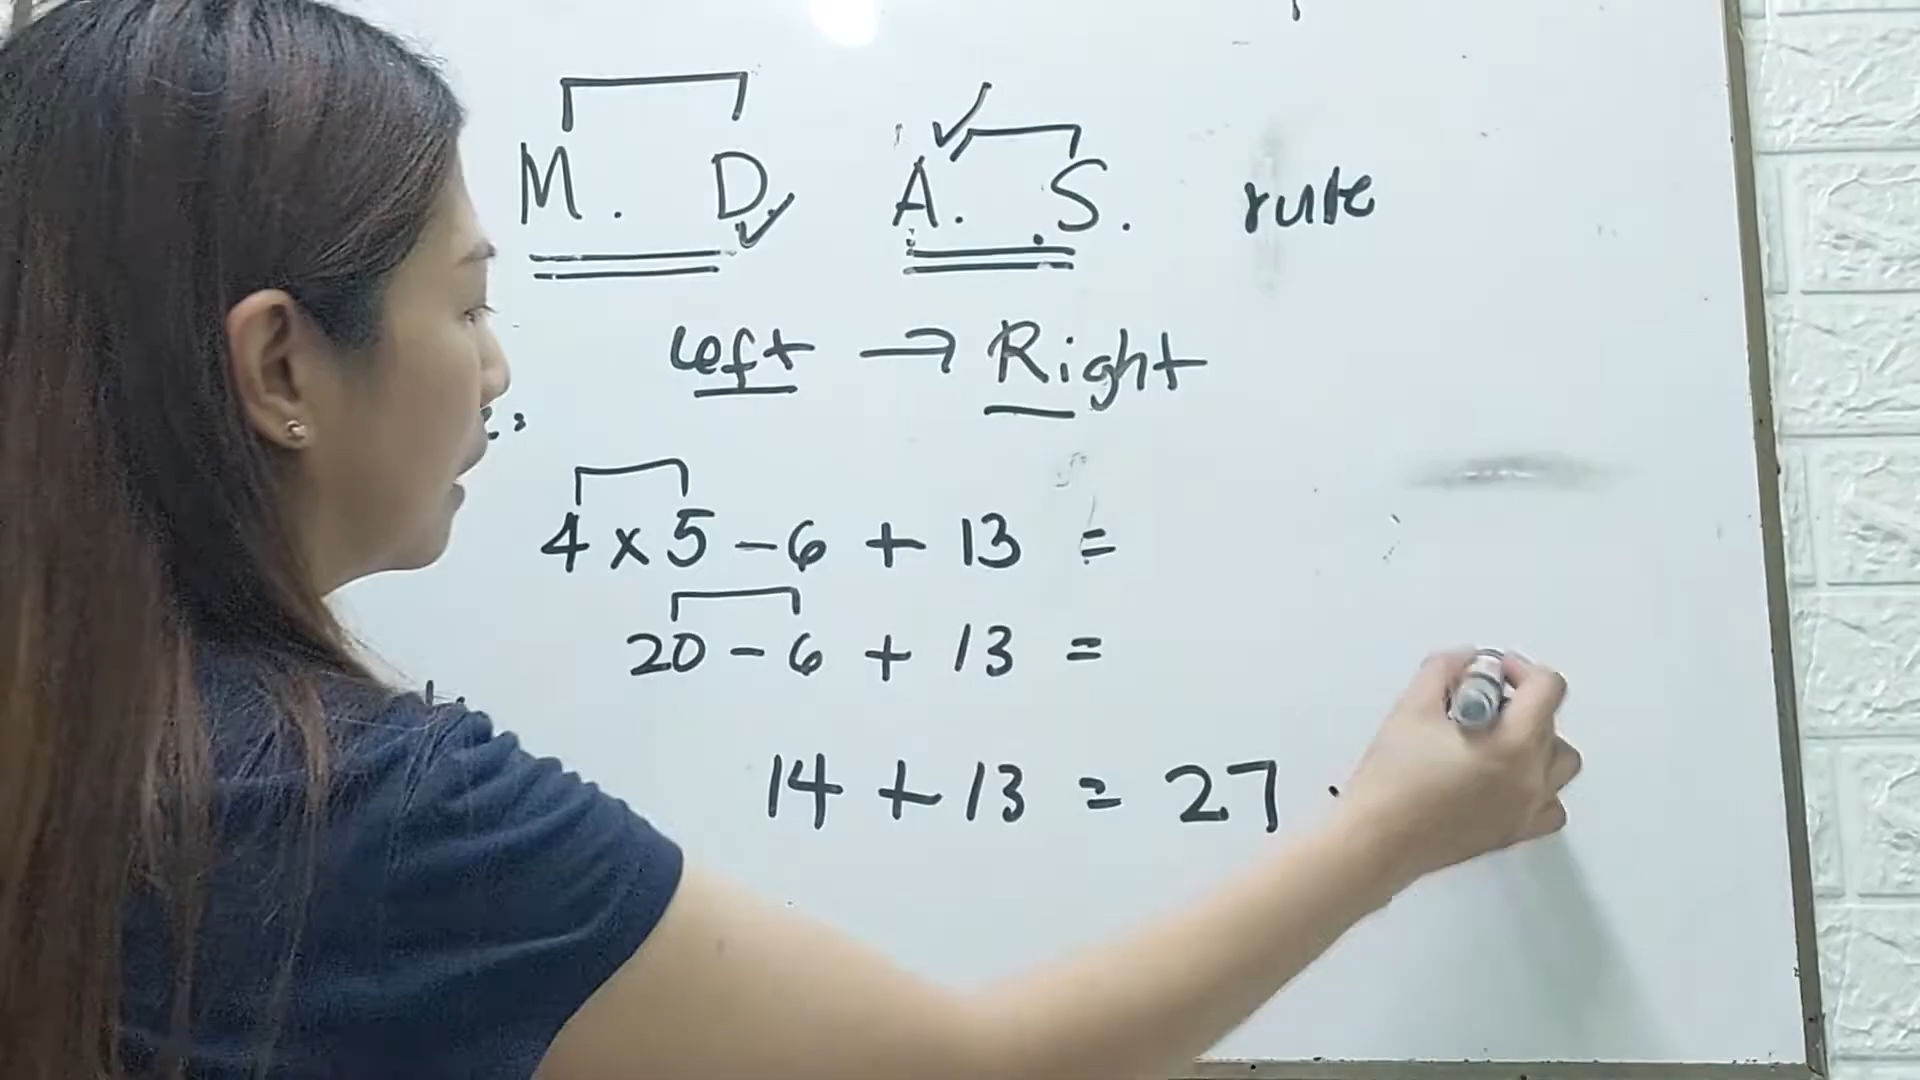 M. D. A. S. rule
Left → Right
4 x 5 - 6 + 13 =
20 - 6 + 13 =
14 + 13 = 27